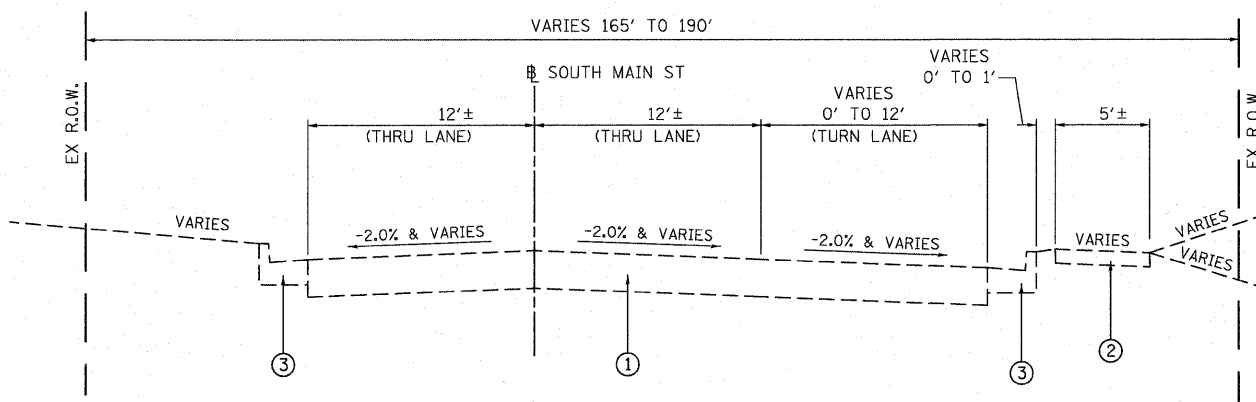 VARIES 165' TO 190'
VARIES
0' TO 1'
℄ SOUTH MAIN ST
EX R.O.W.
12'±
(THRU LANE)
12'±
(THRU LANE)
VARIES
0' TO 12'
(TURN LANE)
5'±
EX R.O.W.
VARIES
-2.0% & VARIES
-2.0% & VARIES
-2.0% & VARIES
VARIES
VARIES
VARIES
3
1
3
2